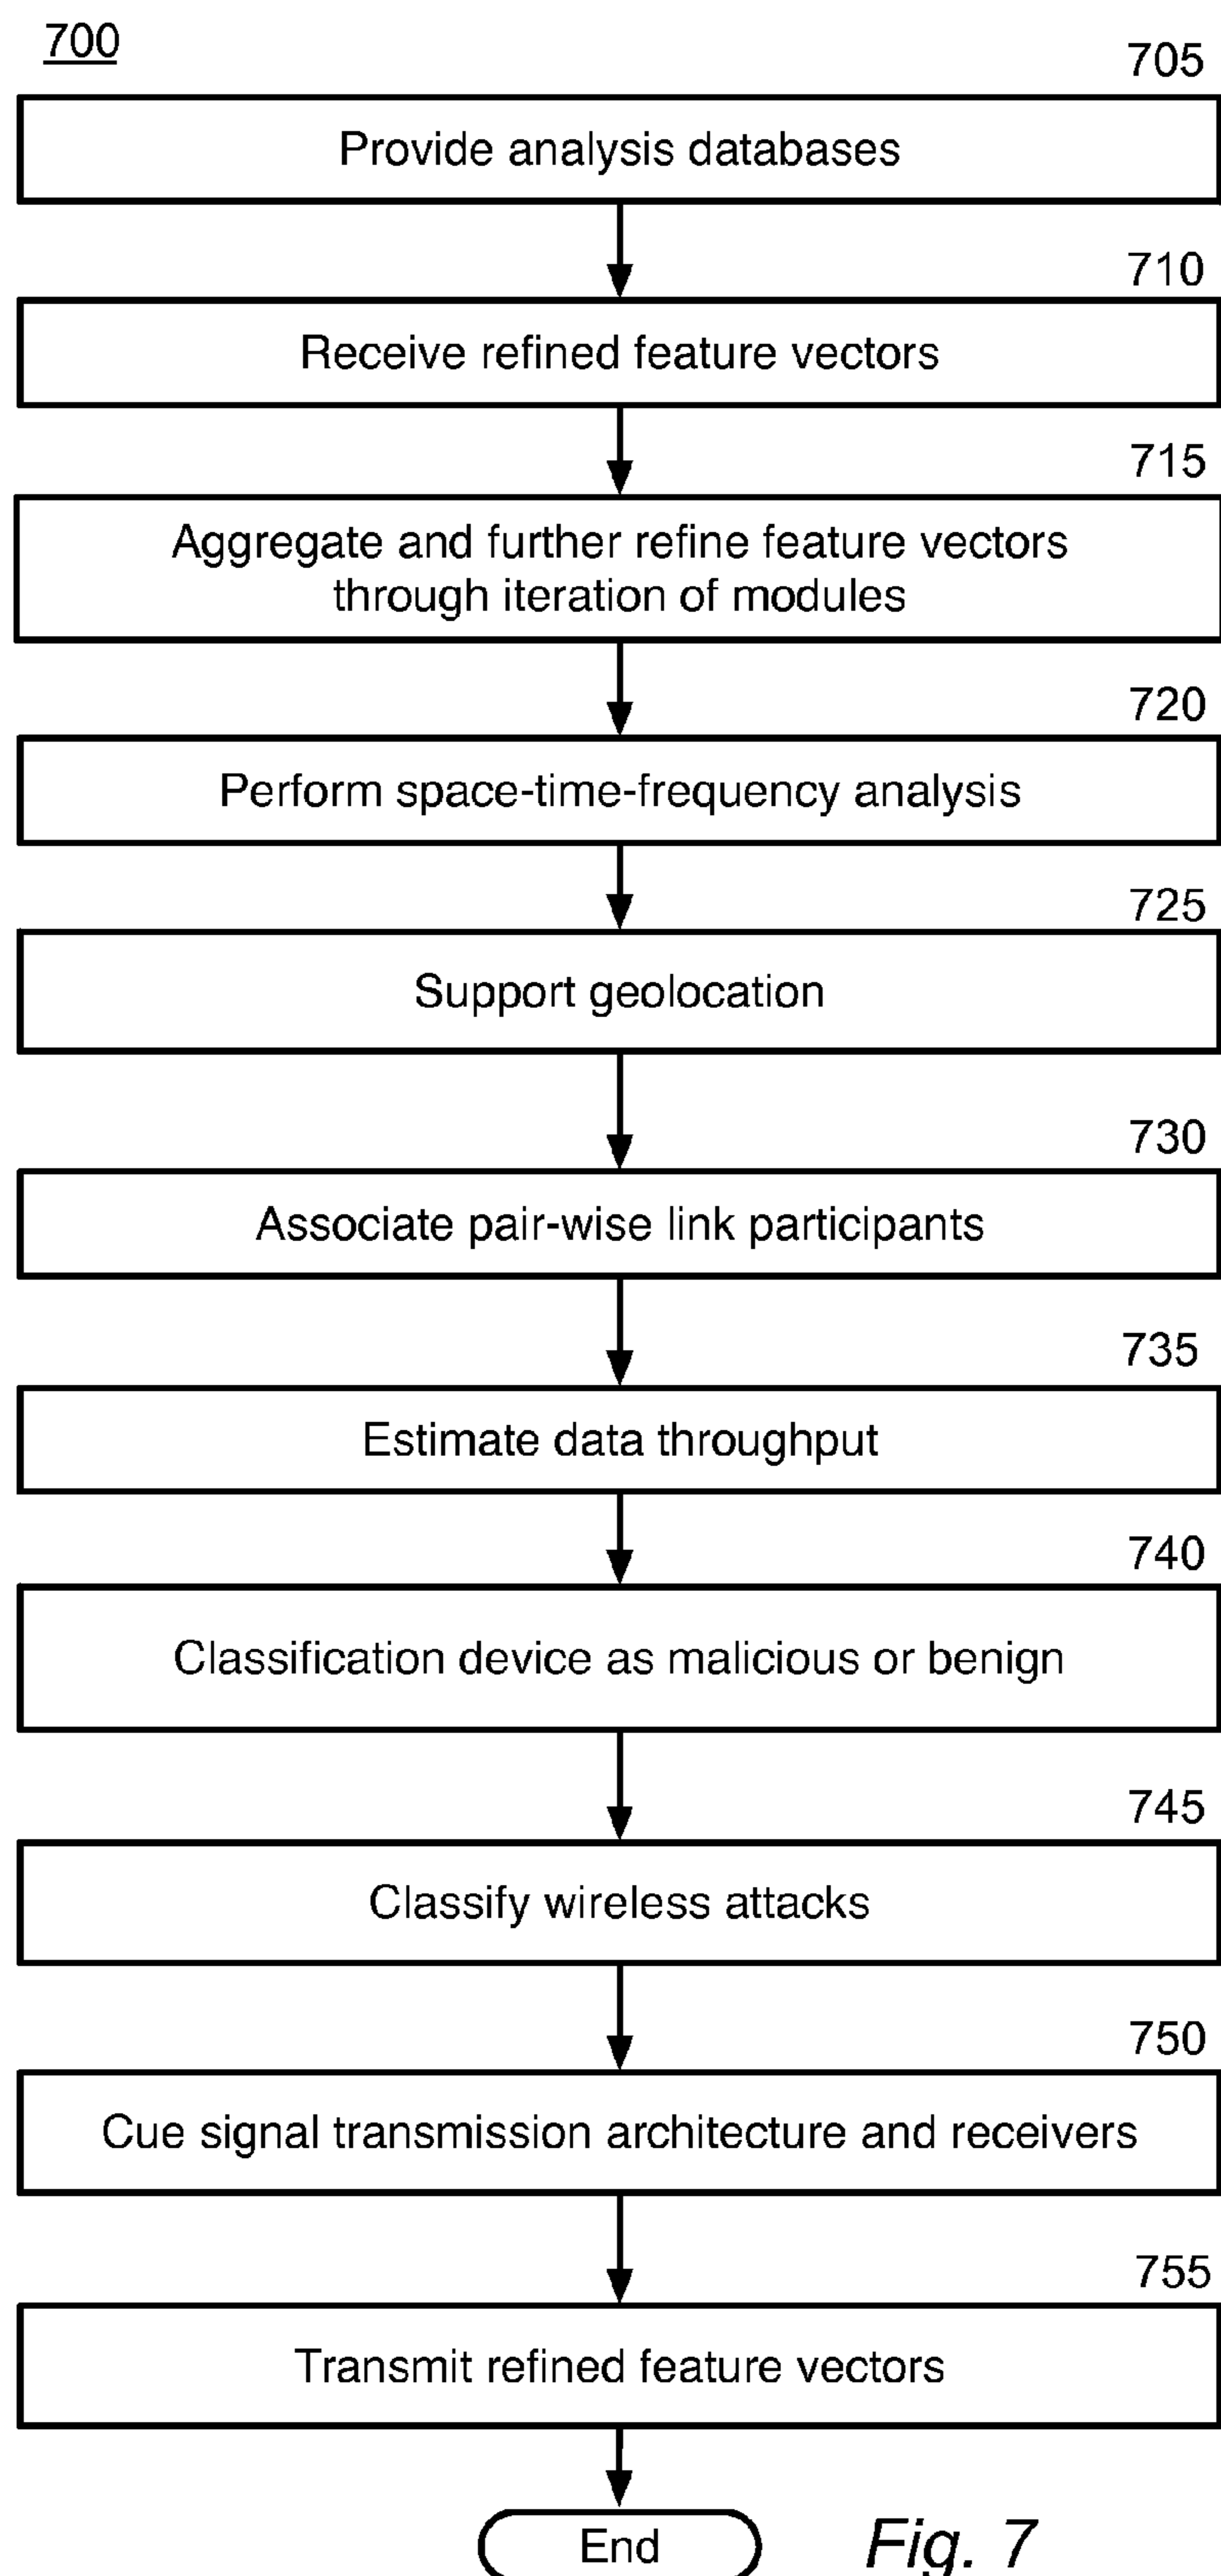 700
705
Provide analysis databases
710
Receive refined feature vectors
715
Aggregate and further refine feature vectors
through iteration of modules
720
Perform space-time-frequency analysis
725
Support geolocation
730
Associate pair-wise link participants
735
Estimate data throughput
740
Classification device as malicious or benign
745
Classify wireless attacks
750
Cue signal transmission architecture and receivers
755
Transmit refined feature vectors
End
Fig. 7